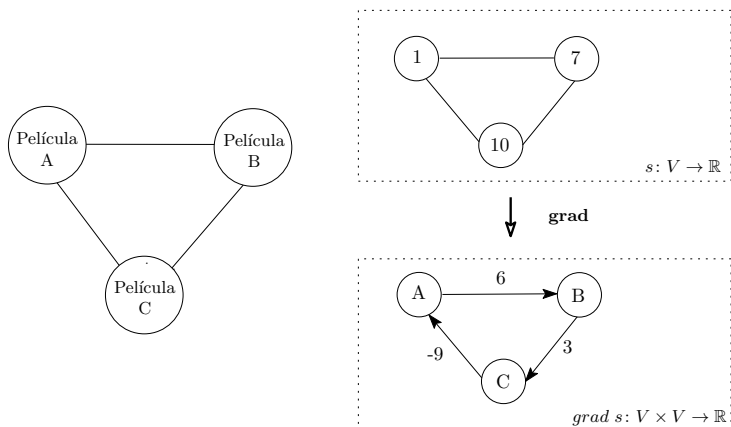 Película
A
Película
B
Película
C
1
7
10
s: V → ℝ
grad
A
6
B
-9
3
C
grad s: V × V → ℝ